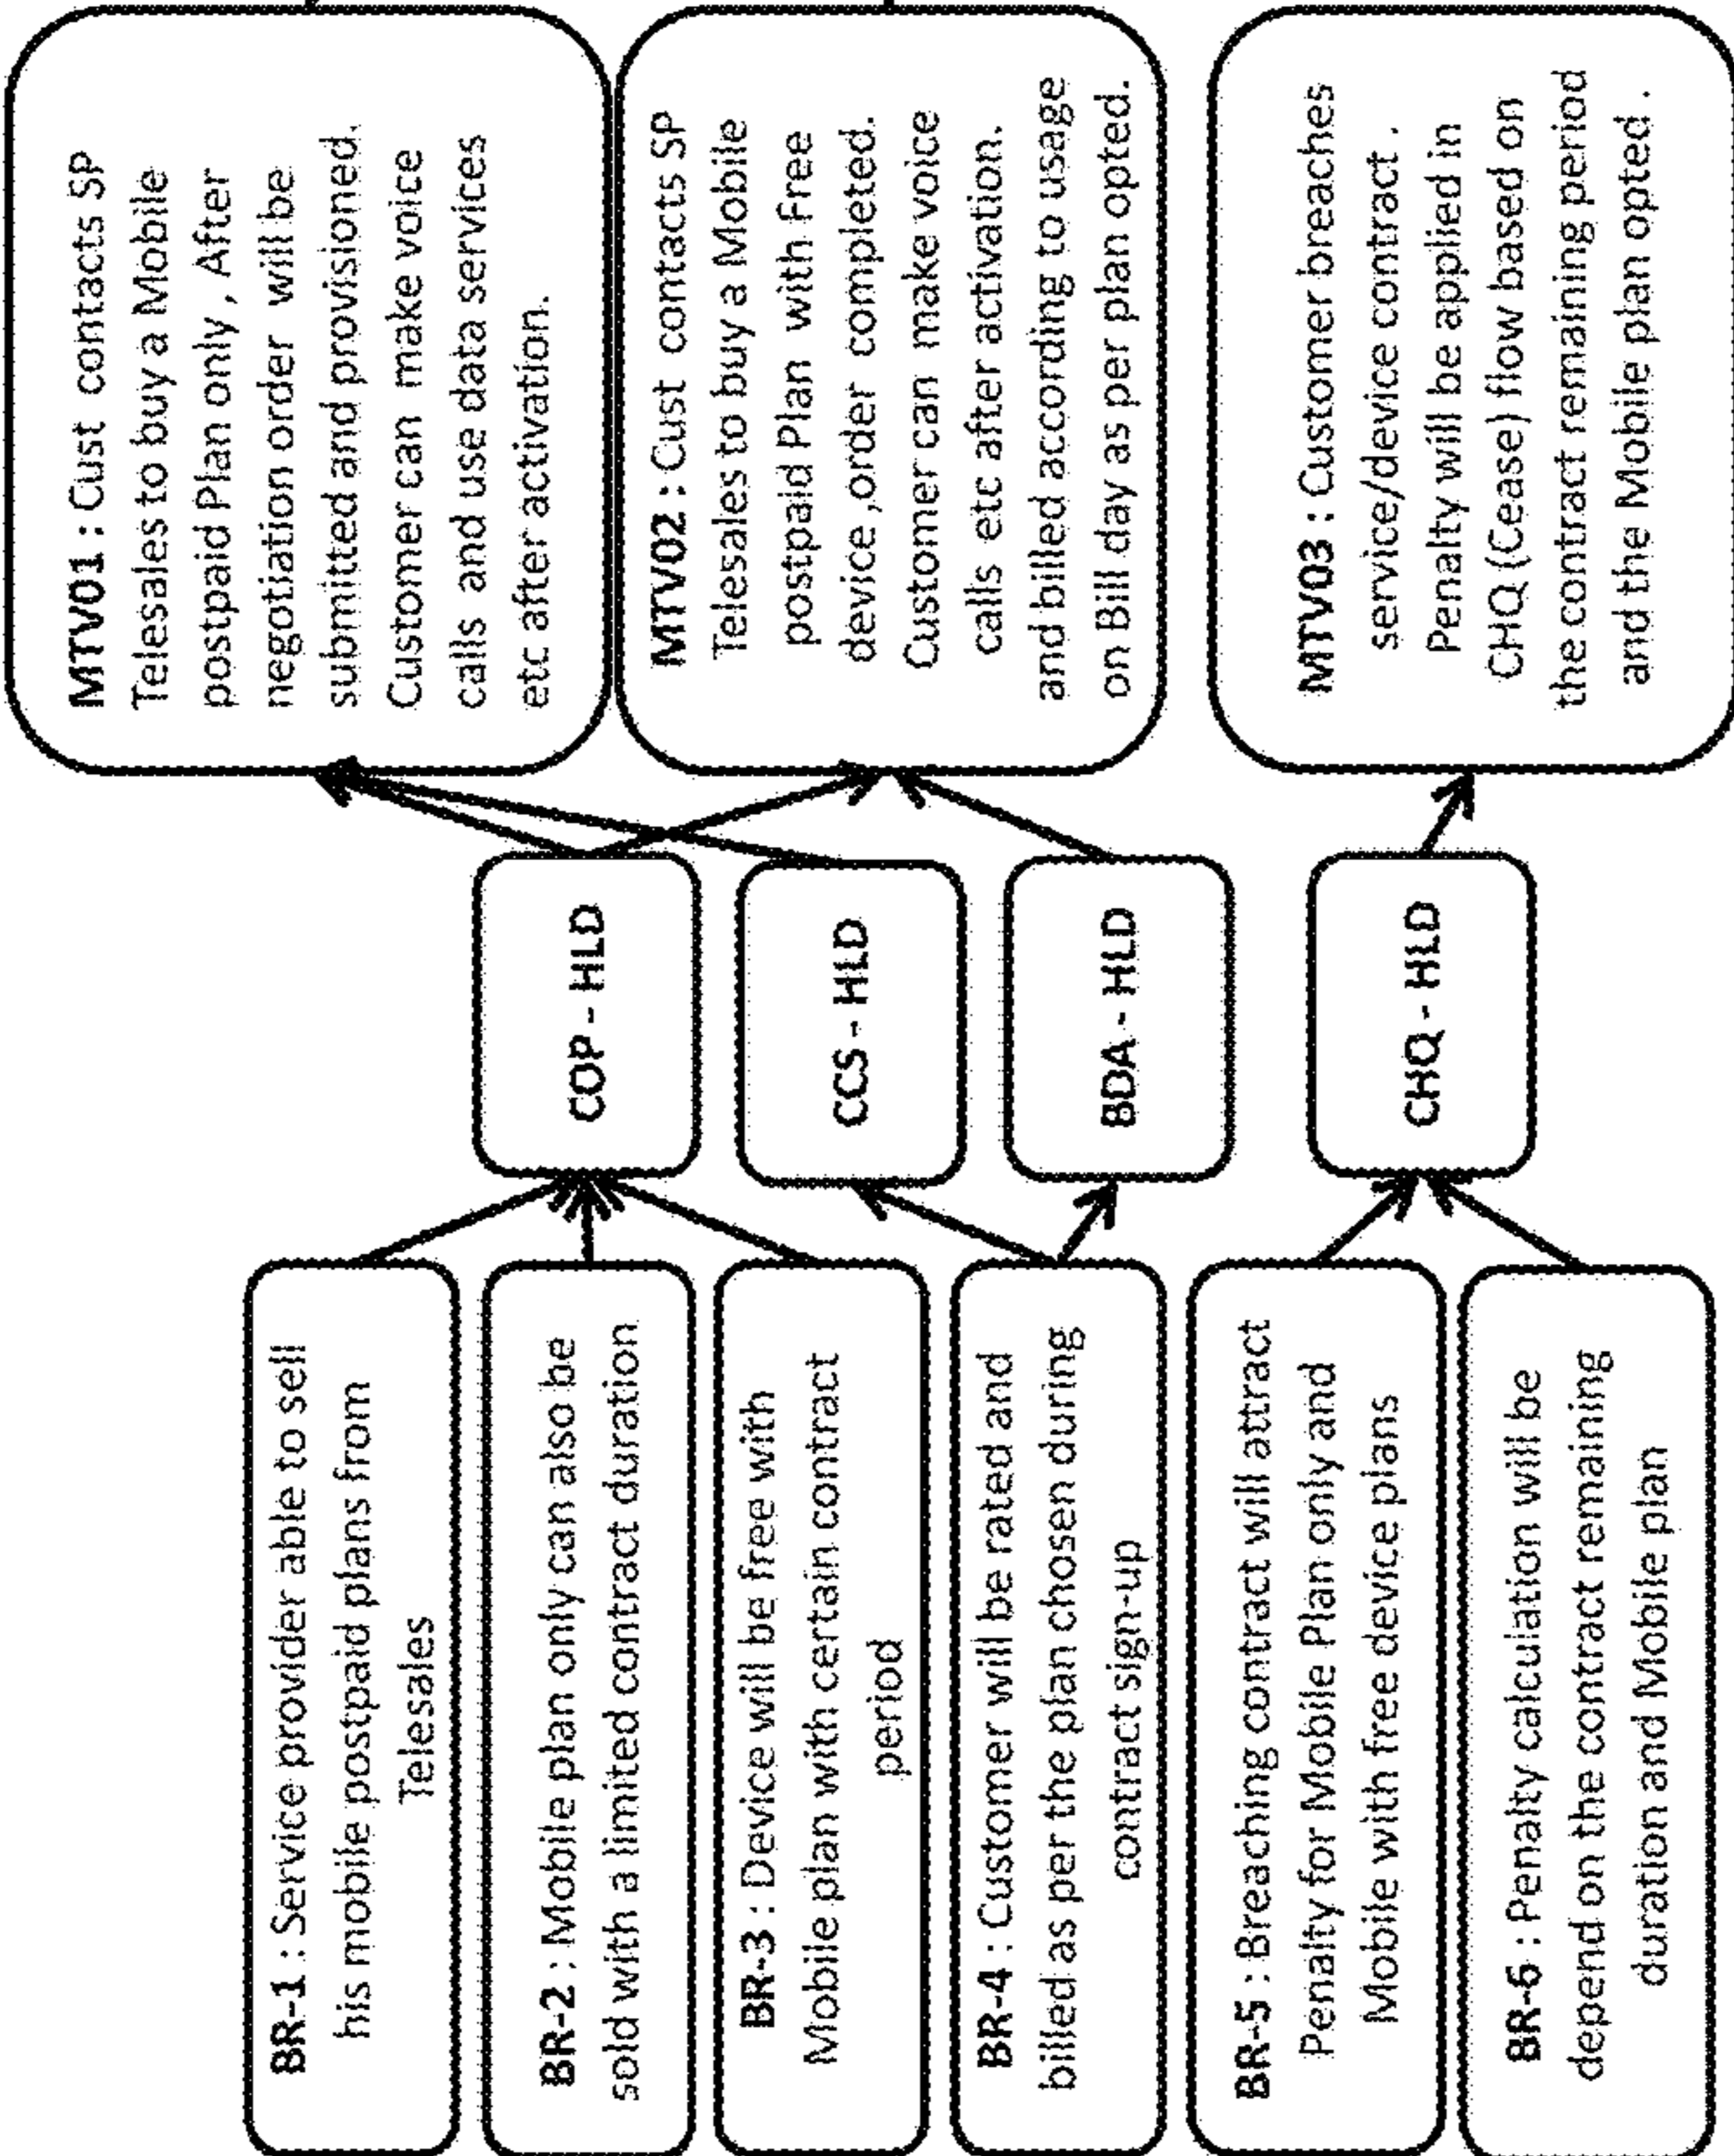 BR-1 : Service provider able to sell
his mobile postpaid plans from
Telesales
BR-2 : Mobile plan only can also be
sold with a limited contract duration
BR-3 : Device will be free with
Mobile plan with certain contract
period
BR-4 : Customer will be rated and
billed as per the plan chosen during
contract sign-up
BR-5 : Breaching contract will attract
Penalty for Mobile Plan only and
Mobile with free device plans
BR-6 : Penalty calculation will be
depend on the contract remaining
duration and Mobile plan
COP - HLD
CCS - HLD
BDA - HLD
CHQ - HLD
MTV01 : Cust contacts SP
Telesales to buy a Mobile
postpaid Plan only , After
negotiation order will be
submitted and provisioned.
Customer can make voice
calls and use data services
etc after activation.
MTV02 : Cust contacts SP
Telesales to buy a Mobile
postpaid Plan with Free
device ,order completed.
Customer can make voice
calls etc after activation.
and billed according to usage
on Bill day as per plan opted.
MTV03 : Customer breaches
service/device contract .
Penalty will be applied in
CHQ (Cease) flow based on
the contract remaining period
and the Mobile plan opted .